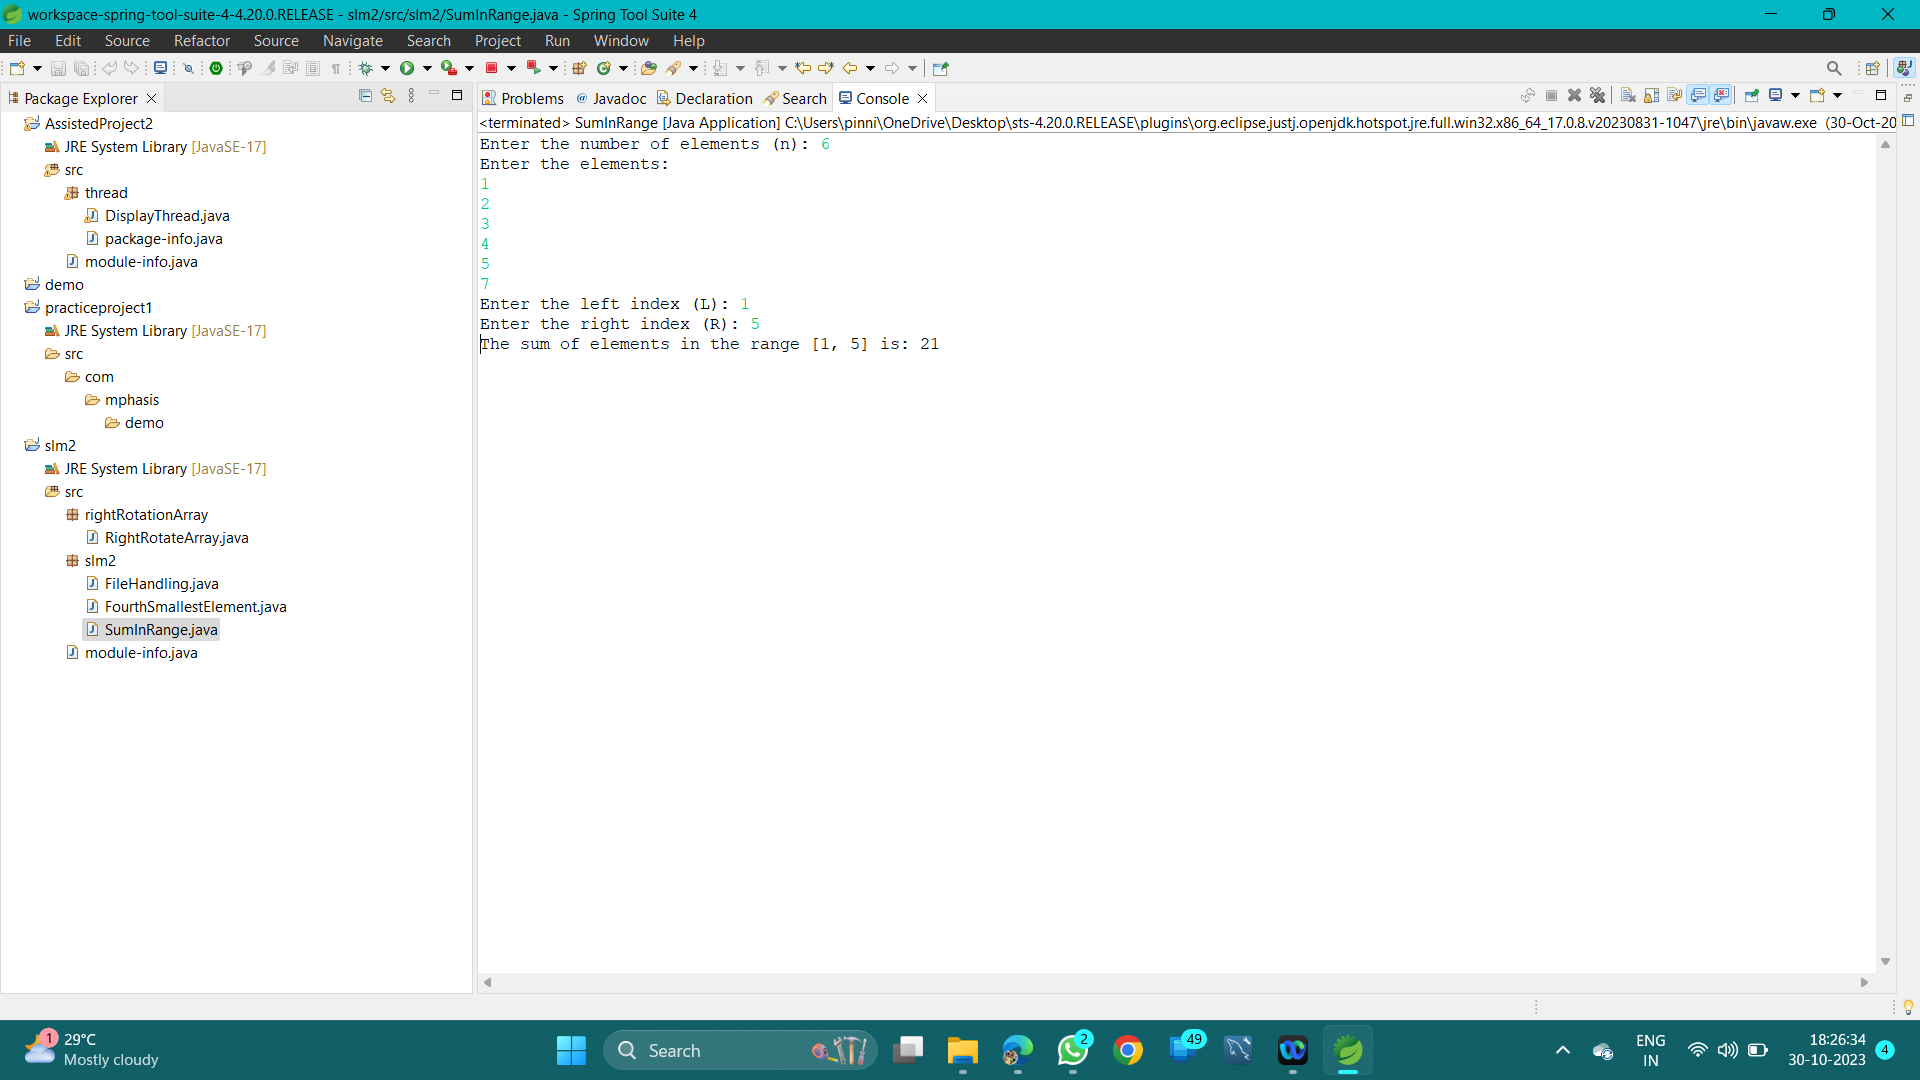 workspace-spring-tool-suite-4-4.20.0.RELEASE - slm2/src/slm2/SumInRange.java - Spring Tool Suite 4
File Edit Source Refactor Source Navigate Search Project Run Window Help
Package Explorer
AssistedProject2
JRE System Library [JavaSE-17]
src
thread
DisplayThread.java
package-info.java
module-info.java
demo
practiceproject1
JRE System Library [JavaSE-17]
src
com
mphasis
demo
slm2
JRE System Library [JavaSE-17]
src
rightRotationArray
RightRotateArray.java
slm2
FileHandling.java
FourthSmallestElement.java
SumInRange.java
module-info.java
Problems Javadoc Declaration Search Console
<terminated> SumInRange [Java Application] C:\Users\pinni\OneDrive\Desktop\sts-4.20.0.RELEASE\plugins\org.eclipse.justj.openjdk.hotspot.jre.full.win32.x86_64_17.0.8.v20230831-1047\jre\bin\javaw.exe (30-Oct-20
Enter the number of elements (n): 6
Enter the elements:
1
2
3
4
5
7
Enter the left index (L): 1
Enter the right index (R): 5
The sum of elements in the range [1, 5] is: 21
1
29°C
Mostly cloudy
Search
2
49
ENG
IN
18:26:34
30-10-2023
4